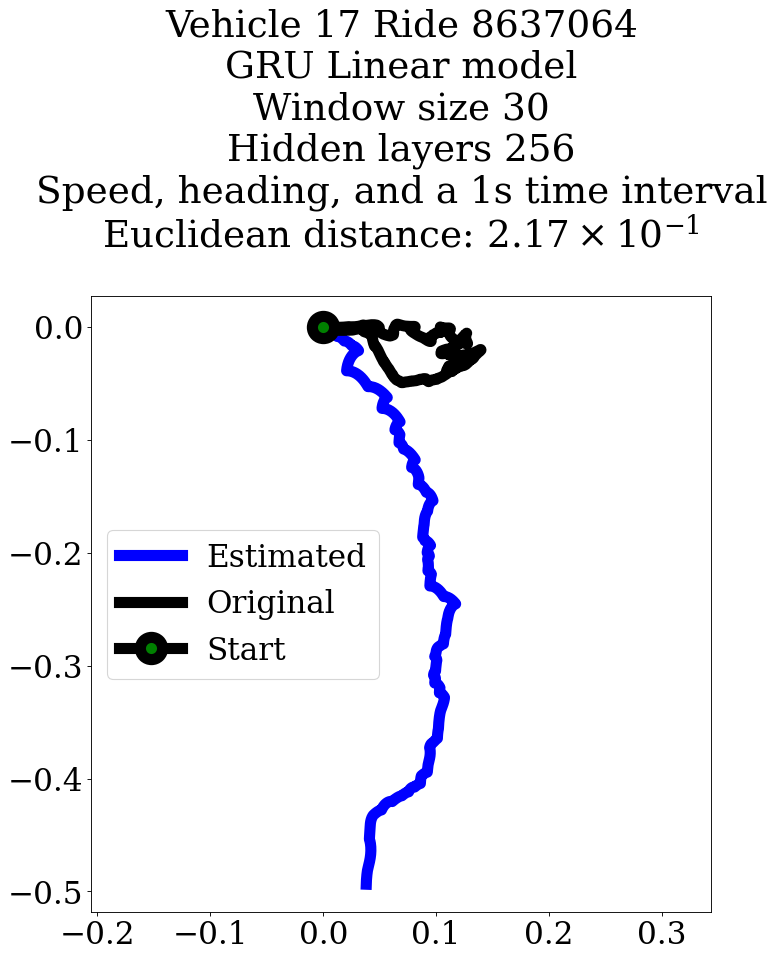 Vehicle 17 Ride 8637064
GRU Linear model
Window size 30
Hidden layers 256
Speed, heading, and a 1s time interval
Euclidean distance: 2.17 × 10⁻¹
0.0
−0.1
−0.2
−0.3
−0.4
−0.5
Estimated
Original
Start
−0.2 −0.1 0.0 0.1 0.2 0.3